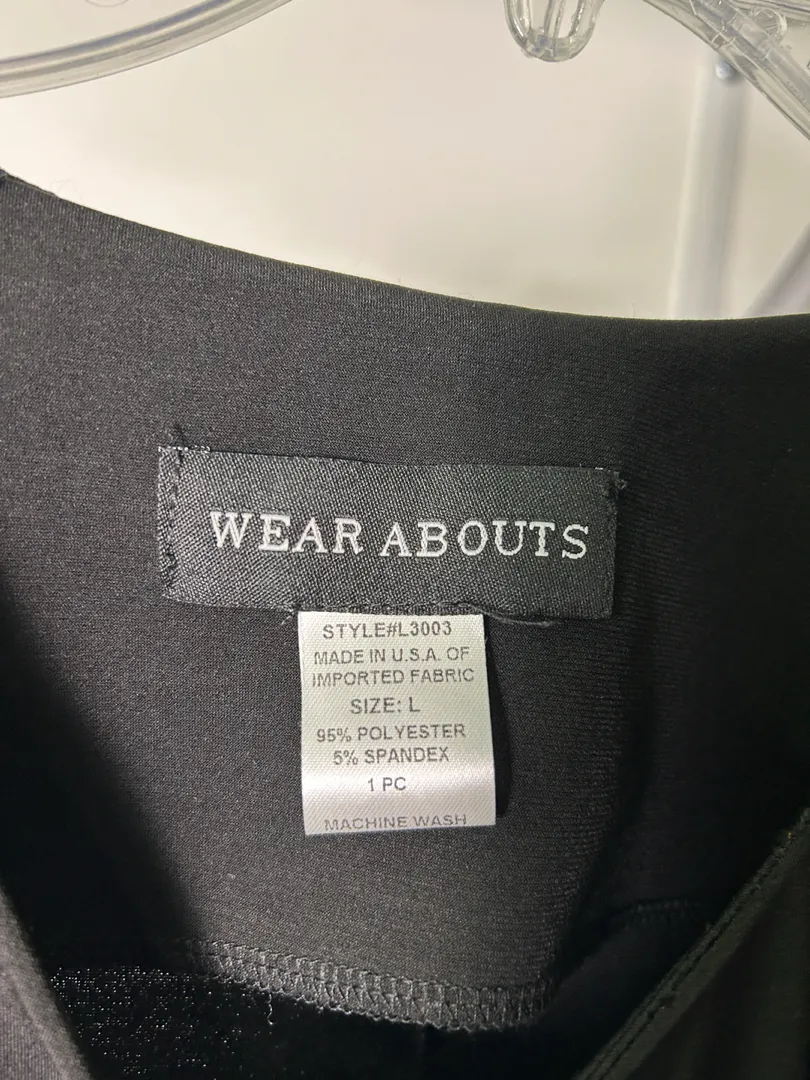 WEAR ABOUTS
STYLE#L3003
MADE IN U.S.A. OF
IMPORTED FABRIC
SIZE: L
95% POLYESTER
5% SPANDEX
1 PC
MACHINE WASH